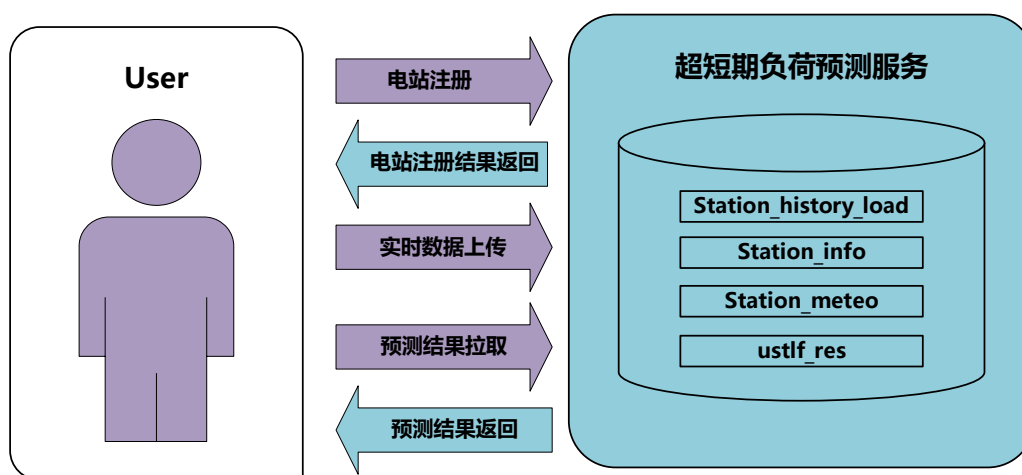 User
电站注册
电站注册结果返回
实时数据上传
预测结果拉取
预测结果返回
超短期负荷预测服务
Station_history_load
Station_info
Station_meteo
ustlf_res